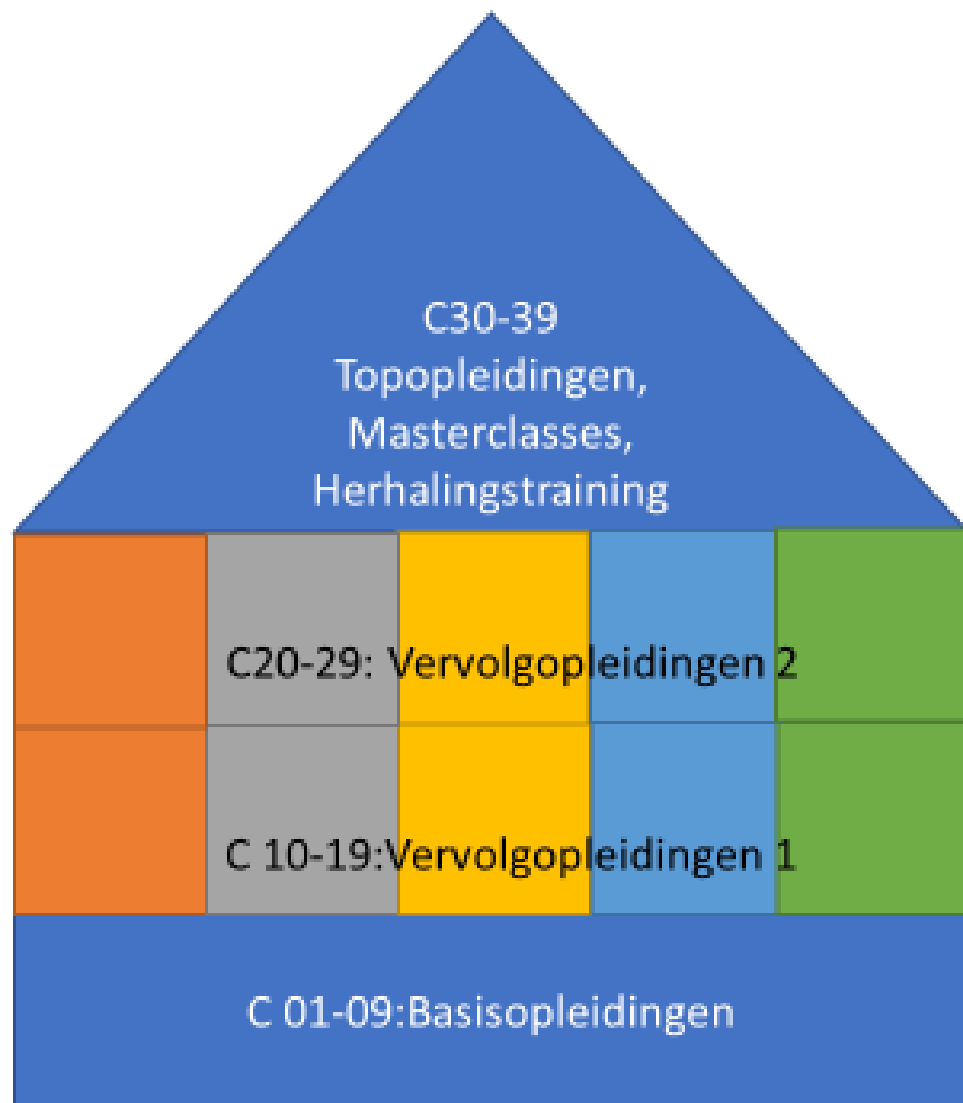 C30-39
Topopleidingen,
Masterclasses,
Herhalingstraining
C20-29: Vervolgopleidingen 2
C 10-19:Vervolgopleidingen 1
C 01-09:Basisopleidingen